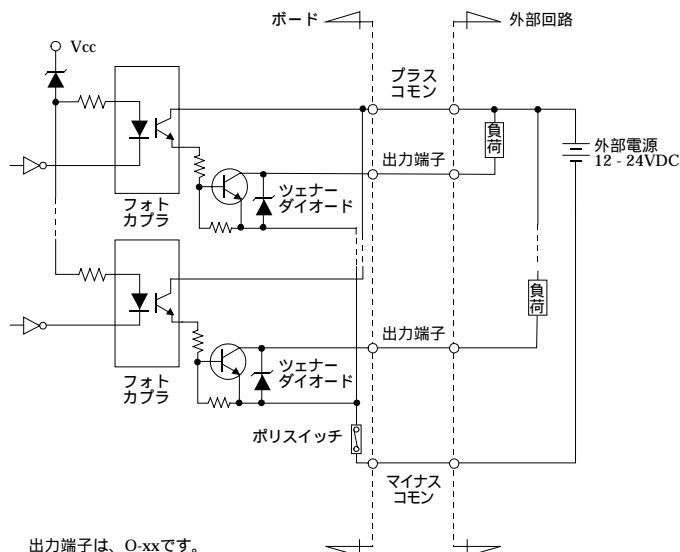 ボード
外部回路
Vcc
プラス
コモン
負荷
外部電源
12 - 24VDC
出力端子
フォト
カプラ
ツェナー
ダイオード
負荷
出力端子
フォト
カプラ
ツェナー
ダイオード
ポリスイッチ
マイナス
コモン
出力端子は、O-xxです。